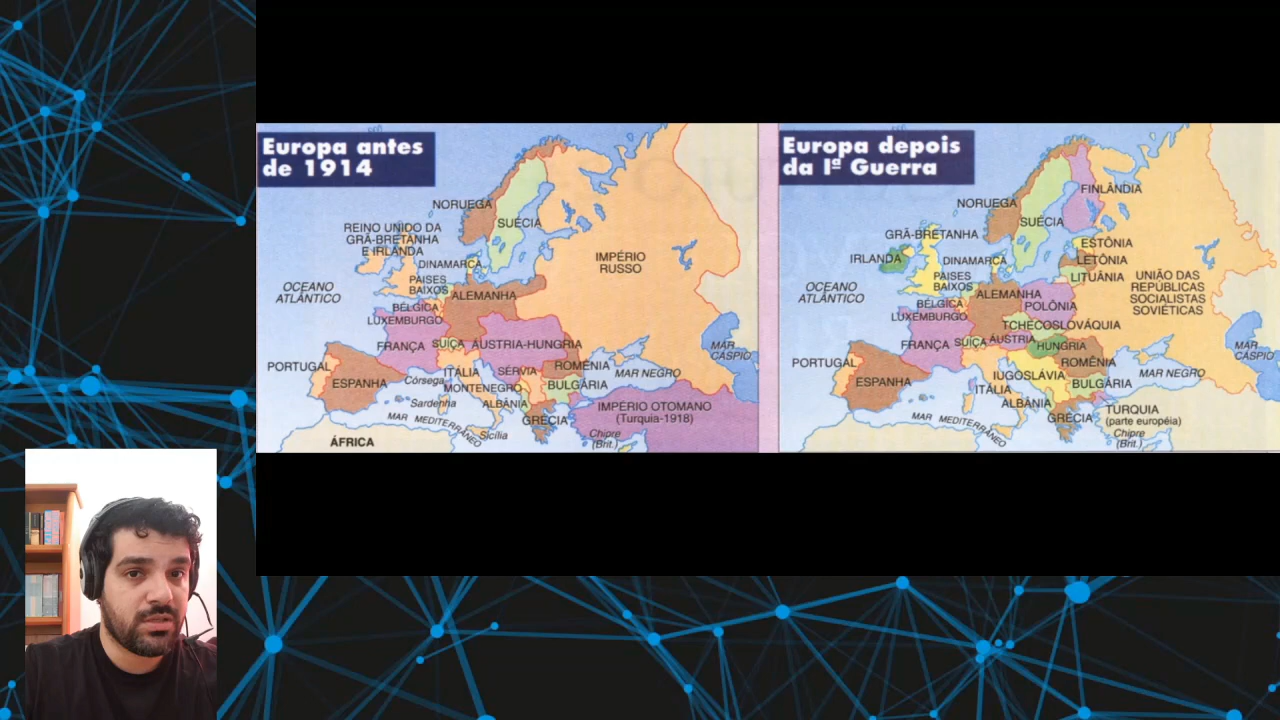 Europa antes
de 1914
NORUEGA
SUÉCIA
REINO UNIDO DA
GRÃ-BRETANHA
E IRLANDA
DINAMARCA
IMPÉRIO
RUSSO
PAISES
BAIXOS
OCEANO
ATLÂNTICO
ALEMANHA
BÉLGICA
LUXEMBURGO
FRANÇA
SUIÇA
ÁUSTRIA-HUNGRIA
MAR
CÁSPIO
PORTUGAL
ESPANHA
Córsega
ITÁLIA
SÉRVIA
ROMÊNIA
MAR NEGRO
MONTENEGRO
BULGÁRIA
Sardenha
ALBÂNIA
IMPÉRIO OTOMANO
(Turquia-1918)
MAR MEDITERRÂNEO
GRÉCIA
Sicília
Chipre
(Brit.)
ÁFRICA
Europa depois
da Iª Guerra
FINLÂNDIA
NORUEGA
SUÉCIA
GRÃ-BRETANHA
ESTÔNIA
IRLANDA
DINAMARCA
LETÔNIA
LITUÂNIA
UNIÃO DAS
REPÚBLICAS
SOCIALISTAS
SOVIÉTICAS
PAISES
BAIXOS
OCEANO
ATLÂNTICO
ALEMANHA
BÉLGICA
POLÔNIA
LUXEMBURGO
TCHECOSLOVÁQUIA
FRANÇA
SUIÇA
ÁUSTRIA
HUNGRIA
MAR
CÁSPIO
PORTUGAL
ROMÊNIA
MAR NEGRO
ESPANHA
IUGOSLÁVIA
ITÁLIA
BULGÁRIA
ALBÂNIA
TURQUIA
(parte européia)
MAR MEDITERRÂNEO
GRÉCIA
Chipre
(Brit.)